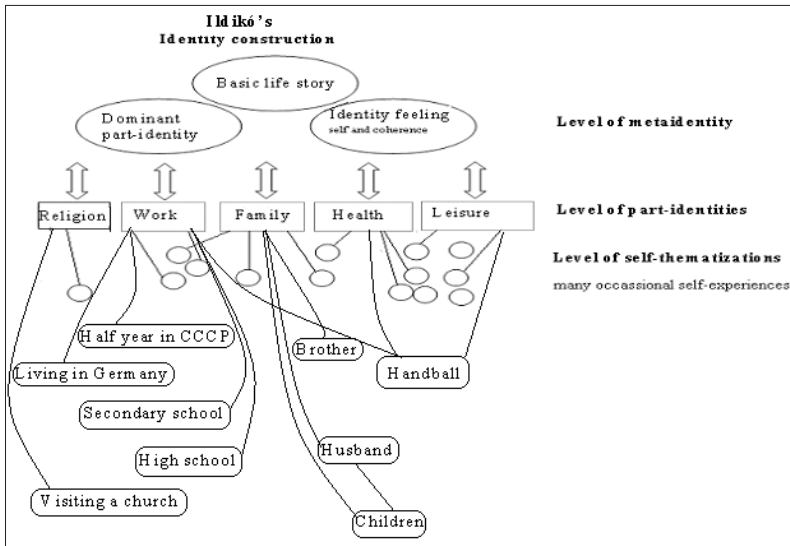 Ildikó's
Identity construction
Basic life story
Dominant
part-identity
Identity feeling
self and coherence
Level of metaidentity
Religion
Work
Family
Health
Leisure
Level of part-identities
Level of self-thematizations
many occassional self-experiences
Half year in CCCP
Brother
Living in Germany
Handball
Secondary school
High school
Husband
Visiting a church
Children